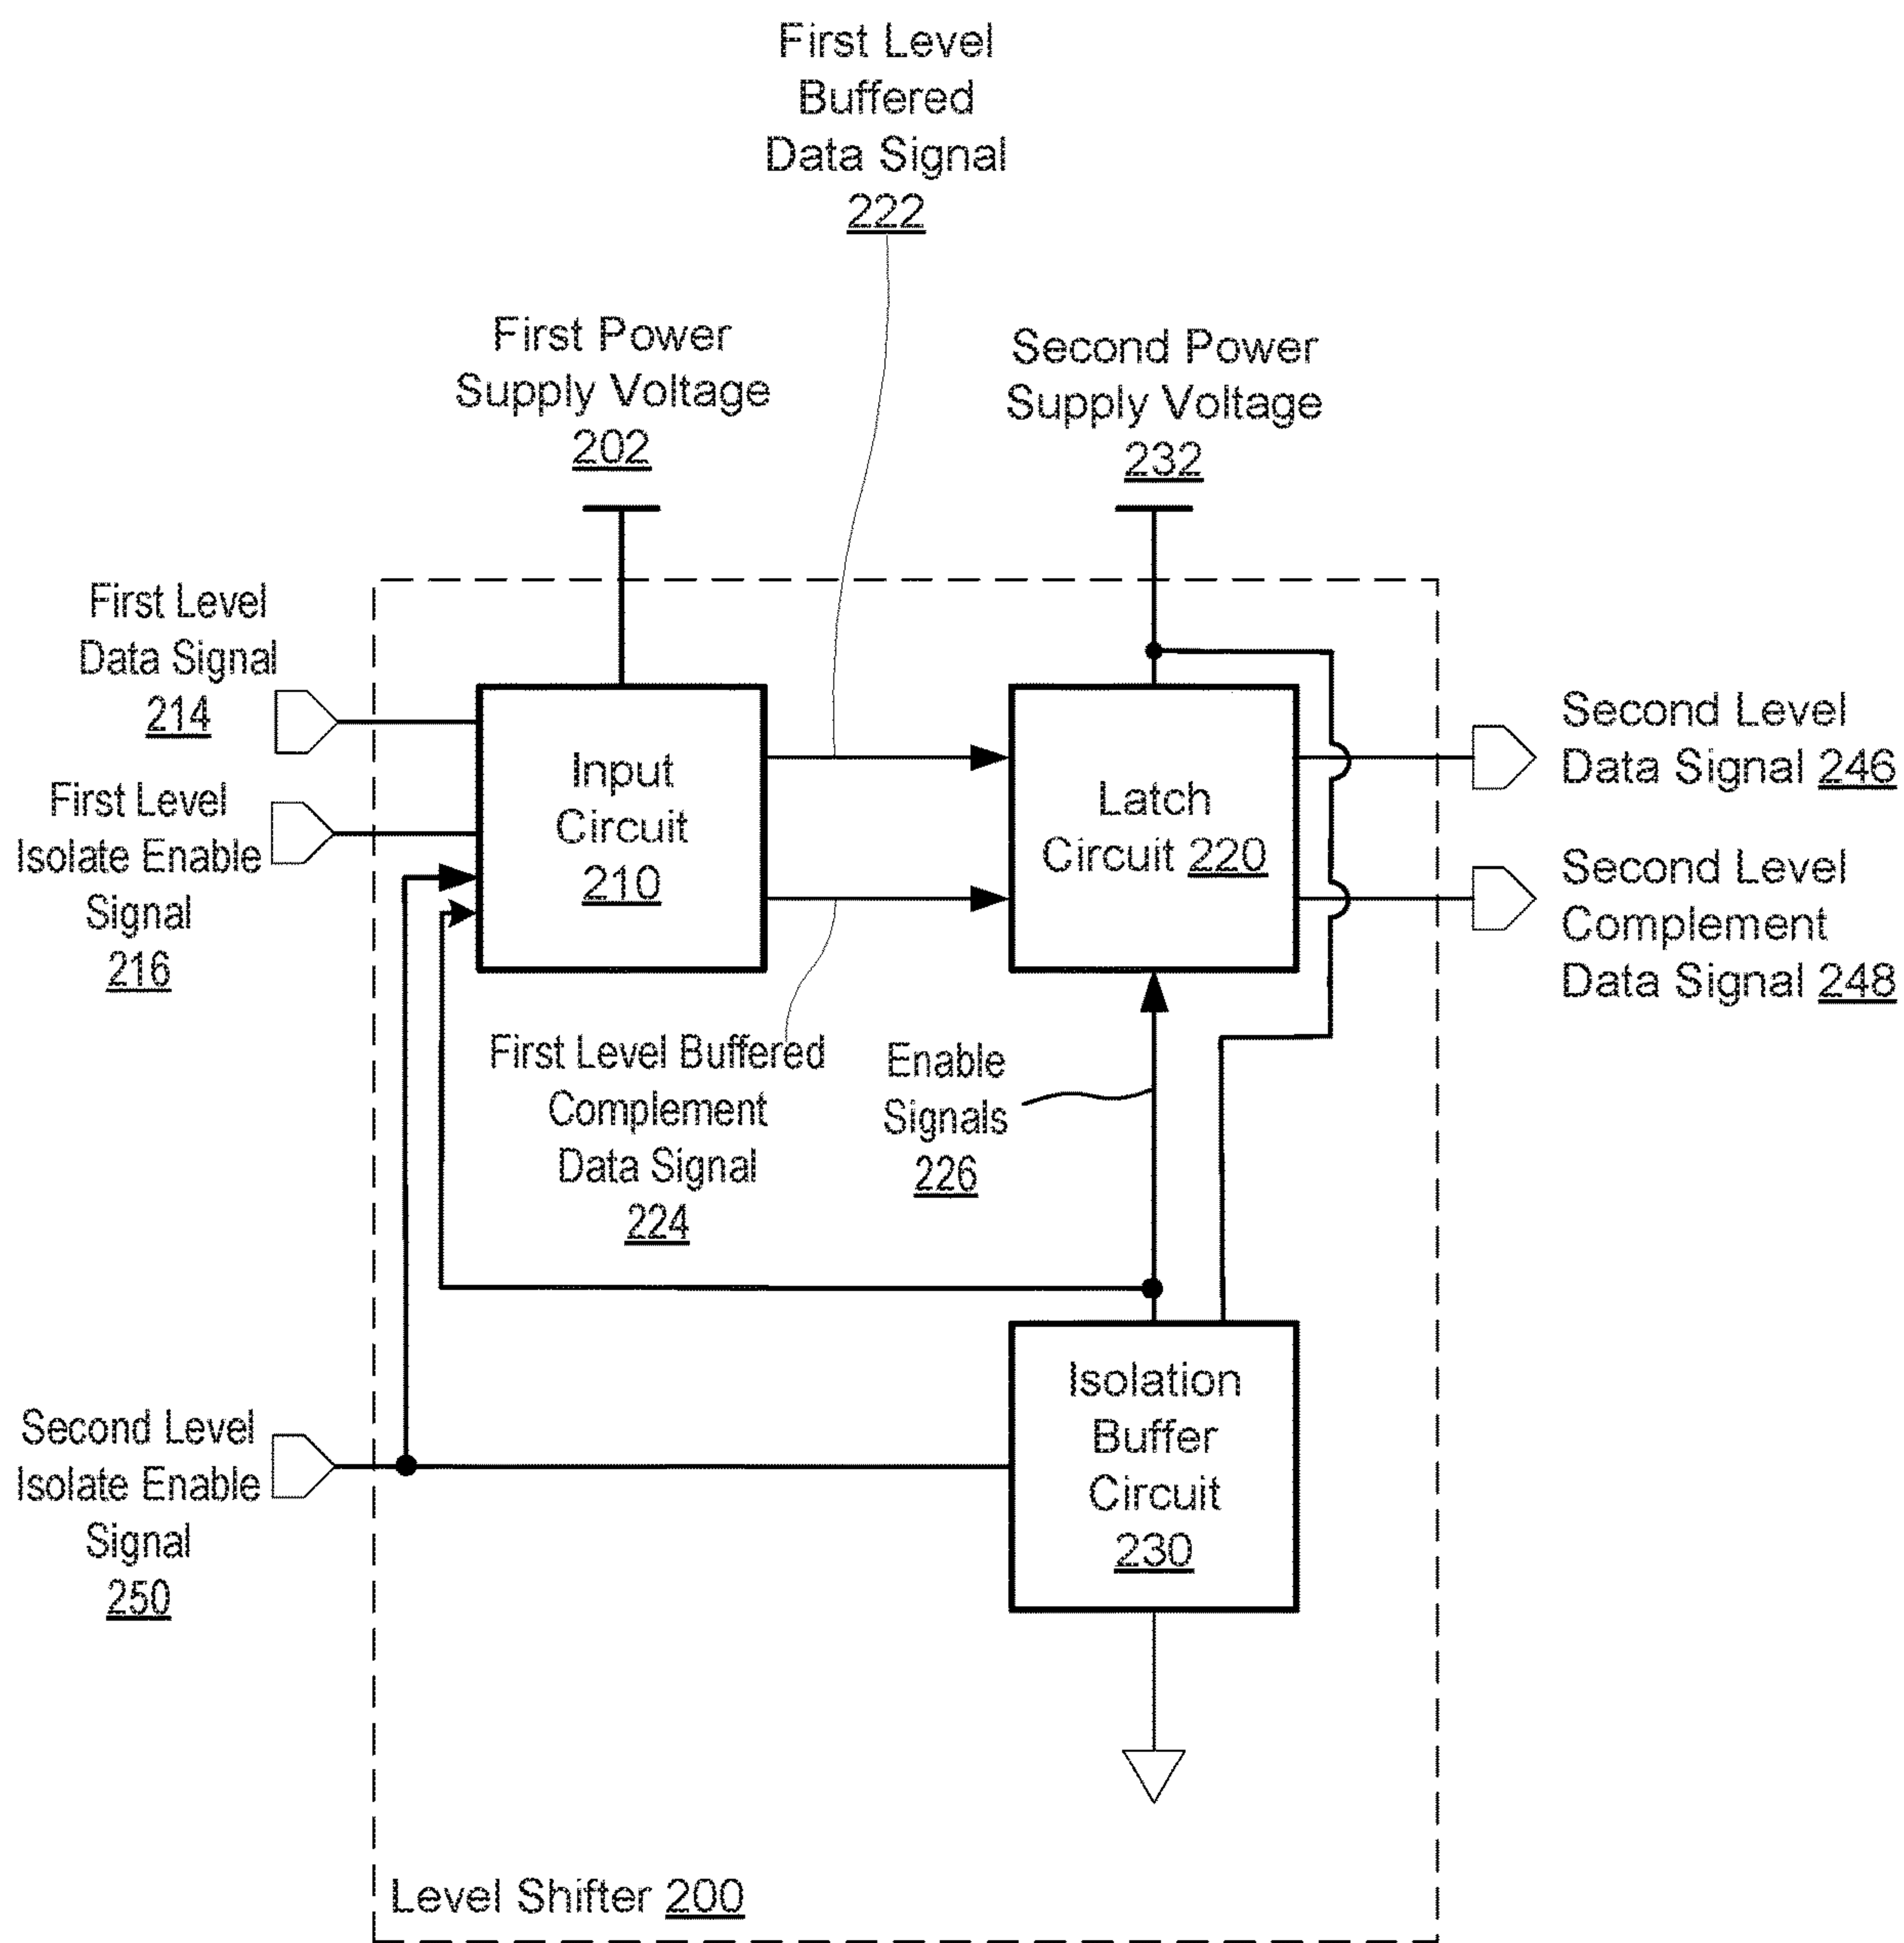 First Level
Buffered
Data Signal
222
First Power
Supply Voltage
202
Second Power
Supply Voltage
232
First Level
Data Signal
214
First Level
Isolate Enable
Signal
216
Input
Circuit
210
Latch
Circuit 220
Second Level
Data Signal 246
Second Level
Complement
Data Signal 248
First Level Buffered
Complement
Data Signal
224
Enable
Signals
226
Second Level
Isolate Enable
Signal
250
Isolation
Buffer
Circuit
230
Level Shifter 200